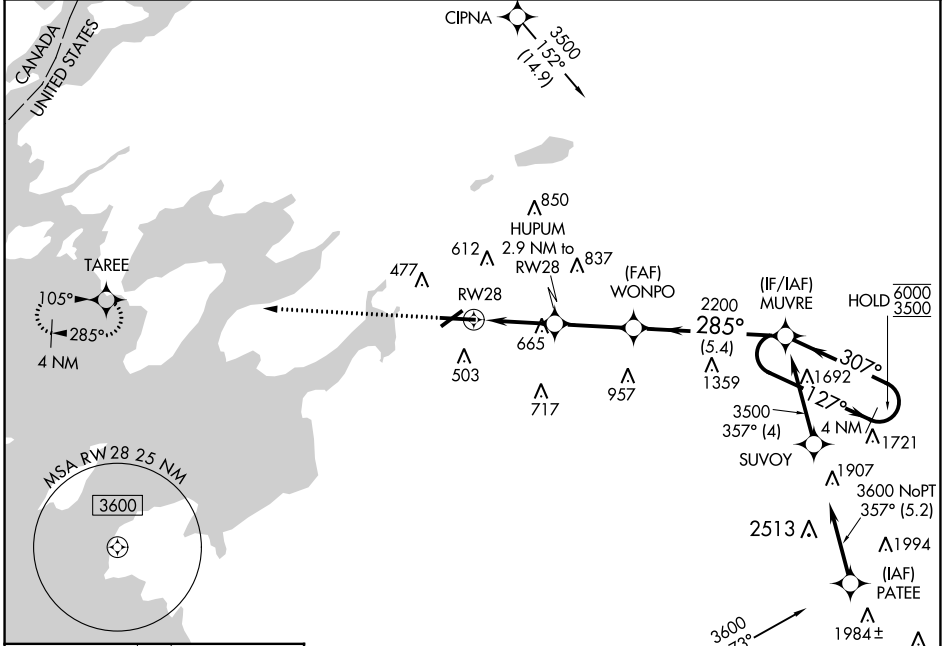 CANADA
UNITED STATES
CIPNA
3500
152°
(14.9)
850
HUPUM
2.9 NM to
RW28
612
837
477
TAREE
105°
285°
4 NM
RW28
(FAF)
WONPO
2200
285°
(5.4)
(IF/IAF)
MUVRE
HOLD
6000
3500
307°
127°
4 NM
665
503
717
957
1359
1692
1721
3500
357° (4)
SUVOY
1907
3600 NoPT
357° (5.2)
2513
1994
(IAF)
PATEE
1984±
3600
MSA RW 28 25 NM
3600